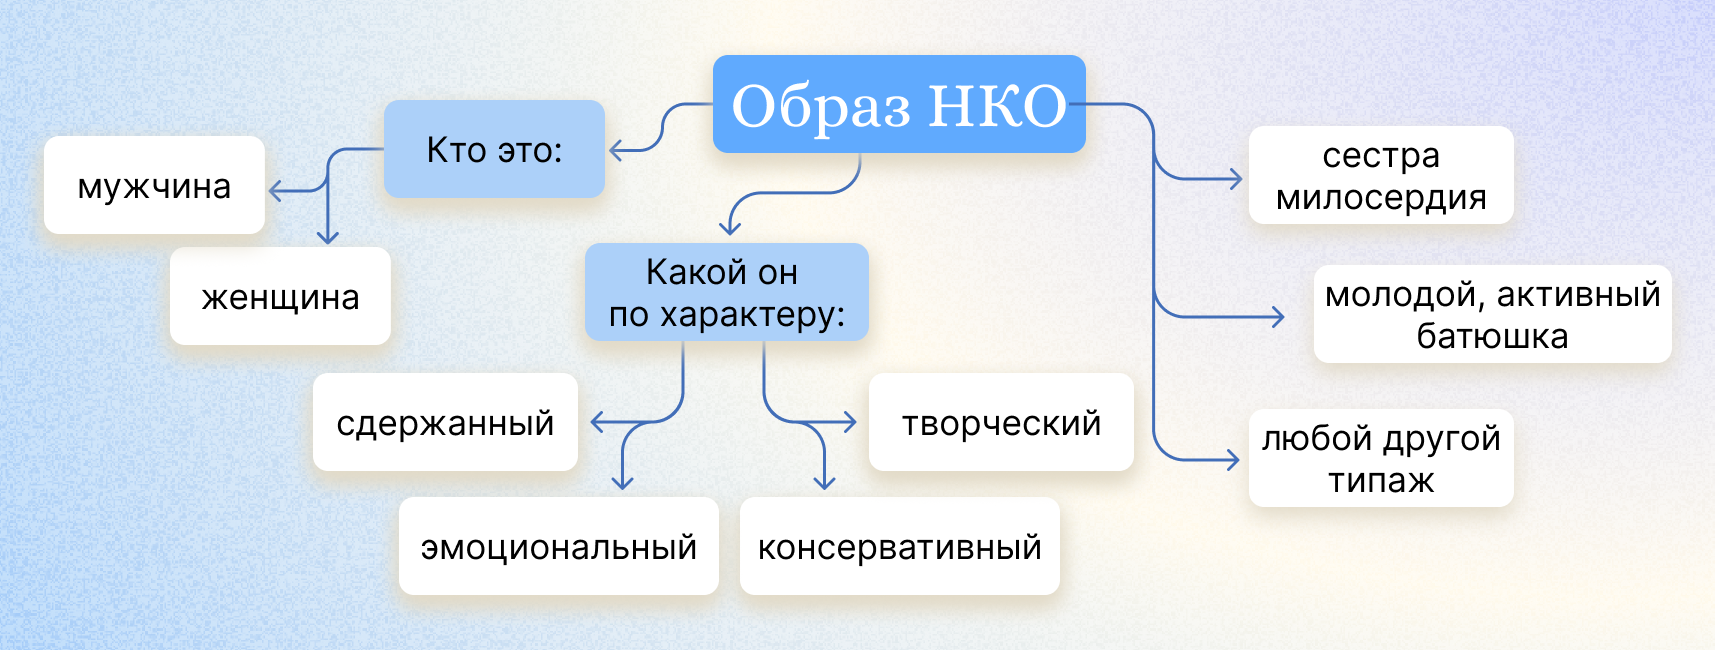 Образ НКО
Кто это:
мужчина
женщина
Какой он
по характеру:
сдержанный
эмоциональный
творческий
консервативный
сестра
милосердия
молодой, активный
батюшка
любой другой
типаж